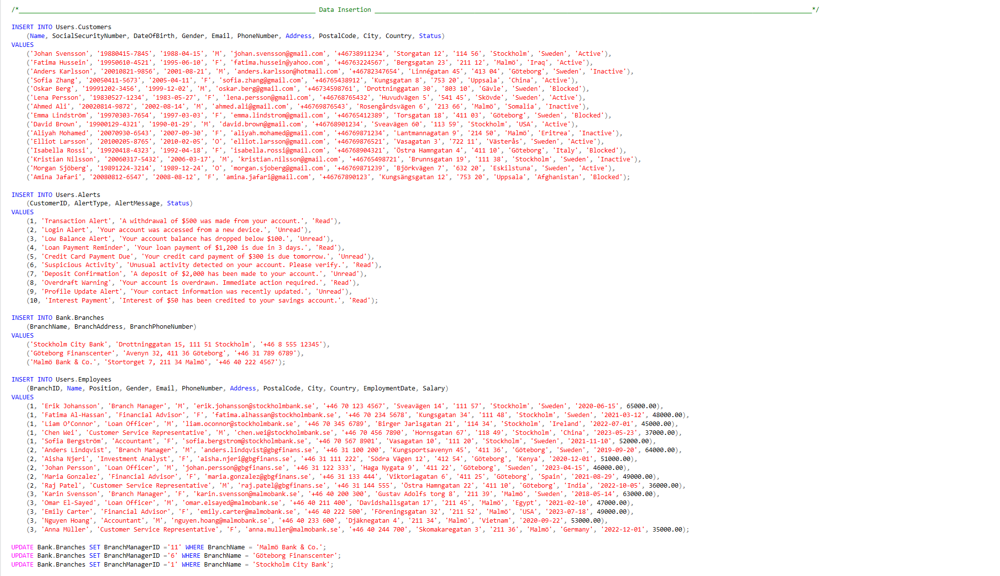 /*________________________________________________________________________________ Data Insertion ______________________________________________________________________________________________________________________*/
INSERT INTO Users.Customers
(Name, SocialSecurityNumber, DateOfBirth, Gender, Email, PhoneNumber, Address, PostalCode, City, Country, Status)
VALUES
('Johan Svensson', '19880415-7845', '1988-04-15', 'M', 'johan.svensson@gmail.com', '+46738911234', 'Storgatan 12', '114 56', 'Stockholm', 'Sweden', 'Active'),
('Fatima Hussein', '19950610-4521', '1995-06-10', 'F', 'fatima.hussein@yahoo.com', '+46763224567', 'Bergsgatan 23', '211 12', 'Malmö', 'Iraq', 'Active'),
('Anders Karlsson', '20010821-9856', '2001-08-21', 'M', 'anders.karlsson@hotmail.com', '+46782347654', 'Linnégatan 45', '413 04', 'Göteborg', 'Sweden', 'Inactive'),
('Sofia Zhang', '20050411-5673', '2005-04-11', 'F', 'sofia.zhang@gmail.com', '+46765438912', 'Kungsgatan 8', '753 20', 'Uppsala', 'China', 'Active'),
('Oskar Berg', '19991202-3456', '1999-12-02', 'M', 'oskar.berg@gmail.com', '+46734598761', 'Drottninggatan 30', '803 10', 'Gävle', 'Sweden', 'Blocked'),
('Lena Persson', '19830527-1234', '1983-05-27', 'F', 'lena.persson@gmail.com', '+46768765432', 'Huvudvägen 5', '541 45', 'Skövde', 'Sweden', 'Active'),
('Ahmed Ali', '20020814-9872', '2002-08-14', 'M', 'ahmed.ali@gmail.com', '+46769876543', 'Rosengårdsvägen 6', '213 66', 'Malmö', 'Somalia', 'Inactive'),
('Emma Lindström', '19970303-7654', '1997-03-03', 'F', 'emma.lindstrom@gmail.com', '+46765412389', 'Torsgatan 18', '411 03', 'Göteborg', 'Sweden', 'Blocked'),
('David Brown', '19900129-4321', '1990-01-29', 'M', 'david.brown@gmail.com', '+46768901234', 'Sveavägen 60', '113 59', 'Stockholm', 'USA', 'Active'),
('Aliyah Mohamed', '20070930-6543', '2007-09-30', 'F', 'aliyah.mohamed@gmail.com', '+46769871234', 'Lantmannagatan 9', '214 50', 'Malmö', 'Eritrea', 'Inactive'),
('Elliot Larsson', '20100205-8765', '2010-02-05', 'O', 'elliot.larsson@gmail.com', '+46769876521', 'Vasagatan 3', '722 11', 'Västerås', 'Sweden', 'Active'),
('Isabella Rossi', '19920418-4323', '1992-04-18', 'F', 'isabella.rossi@gmail.com', '+46768904321', 'Östra Hamngatan 4', '411 10', 'Göteborg', 'Italy', 'Blocked'),
('Kristian Nilsson', '20060317-5432', '2006-03-17', 'M', 'kristian.nilsson@gmail.com', '+46765498721', 'Brunnsgatan 19', '111 38', 'Stockholm', 'Sweden', 'Inactive'),
('Morgan Sjöberg', '19891224-3214', '1989-12-24', 'O', 'morgan.sjoberg@gmail.com', '+46769871239', 'Björkvägen 7', '632 20', 'Eskilstuna', 'Sweden', 'Active'),
('Amina Jafari', '20080812-6547', '2008-08-12', 'F', 'amina.jafari@gmail.com', '+46767890123', 'Kungsängsgatan 12', '753 20', 'Uppsala', 'Afghanistan', 'Blocked');
INSERT INTO Users.Alerts
(CustomerID, AlertType, AlertMessage, Status)
VALUES
(1, 'Transaction Alert', 'A withdrawal of $500 was made from your account.', 'Read'),
(2, 'Login Alert', 'Your account was accessed from a new device.', 'Unread'),
(3, 'Low Balance Alert', 'Your account balance has dropped below $100.', 'Unread'),
(4, 'Loan Payment Reminder', 'Your loan payment of $1,200 is due in 3 days.', 'Read'),
(5, 'Credit Card Payment Due', 'Your credit card payment of $300 is due tomorrow.', 'Unread'),
(6, 'Suspicious Activity', 'Unusual activity detected on your account. Please verify.', 'Read'),
(7, 'Deposit Confirmation', 'A deposit of $2,000 has been made to your account.', 'Unread'),
(8, 'Overdraft Warning', 'Your account is overdrawn. Immediate action required.', 'Read'),
(9, 'Profile Update Alert', 'Your contact information was recently updated.', 'Unread'),
(10, 'Interest Payment', 'Interest of $50 has been credited to your savings account.', 'Read');
INSERT INTO Bank.Branches
(BranchName, BranchAddress, BranchPhoneNumber)
VALUES
('Stockholm City Bank', 'Drottninggatan 15, 111 51 Stockholm', '+46 8 555 12345'),
('Göteborg Finanscenter', 'Avenyn 32, 411 36 Göteborg', '+46 31 789 6789'),
('Malmö Bank & Co.', 'Stortorget 7, 211 34 Malmö', '+46 40 222 4567');
INSERT INTO Users.Employees
(BranchID, Name, Position, Gender, Email, PhoneNumber, Address, PostalCode, City, Country, EmploymentDate, Salary)
VALUES
(1, 'Erik Johansson', 'Branch Manager', 'M', 'erik.johansson@stockholmbank.se', '+46 70 123 4567', 'Sveavägen 14', '111 57', 'Stockholm', 'Sweden', '2020-06-15', 65000.00),
(1, 'Fatima Al-Hassan', 'Financial Advisor', 'F', 'fatima.alhassan@stockholmbank.se', '+46 70 234 5678', 'Kungsgatan 34', '111 48', 'Stockholm', 'Sweden', '2021-03-12', 48000.00),
(1, 'Liam O’Connor', 'Loan Officer', 'M', 'liam.oconnor@stockholmbank.se', '+46 70 345 6789', 'Birger Jarlsgatan 21', '114 34', 'Stockholm', 'Ireland', '2022-07-01', 45000.00),
(1, 'Chen Wei', 'Customer Service Representative', 'M', 'chen.wei@stockholmbank.se', '+46 70 456 7890', 'Hornsgatan 67', '118 49', 'Stockholm', 'China', '2023-05-23', 37000.00),
(1, 'Sofia Bergström', 'Accountant', 'F', 'sofia.bergstrom@stockholmbank.se', '+46 70 567 8901', 'Vasagatan 10', '111 20', 'Stockholm', 'Sweden', '2021-11-10', 52000.00),
(2, 'Anders Lindqvist', 'Branch Manager', 'M', 'anders.lindqvist@gbgfinans.se', '+46 31 100 200', 'Kungsportsavenyn 45', '411 36', 'Göteborg', 'Sweden', '2019-09-20', 64000.00),
(2, 'Aisha Njeri', 'Investment Analyst', 'F', 'aisha.njeri@gbgfinans.se', '+46 31 111 222', 'Södra Vägen 12', '412 54', 'Göteborg', 'Kenya', '2020-12-01', 51000.00),
(2, 'Johan Persson', 'Loan Officer', 'M', 'johan.persson@gbgfinans.se', '+46 31 122 333', 'Haga Nygata 9', '411 22', 'Göteborg', 'Sweden', '2023-04-15', 46000.00),
(2, 'Maria Gonzalez', 'Financial Advisor', 'F', 'maria.gonzalez@gbgfinans.se', '+46 31 133 444', 'Viktoriagatan 6', '411 25', 'Göteborg', 'Spain', '2021-08-29', 49000.00),
(2, 'Raj Patel', 'Customer Service Representative', 'M', 'raj.patel@gbgfinans.se', '+46 31 144 555', 'Östra Hamngatan 22', '411 10', 'Göteborg', 'India', '2022-10-05', 36000.00),
(3, 'Karin Svensson', 'Branch Manager', 'F', 'karin.svensson@malmobank.se', '+46 40 200 300', 'Gustav Adolfs torg 8', '211 39', 'Malmö', 'Sweden', '2018-05-14', 63000.00),
(3, 'Omar El-Sayed', 'Loan Officer', 'M', 'omar.elsayed@malmobank.se', '+46 40 211 400', 'Davidshallsgatan 17', '211 45', 'Malmö', 'Egypt', '2021-02-10', 47000.00),
(3, 'Emily Carter', 'Financial Advisor', 'F', 'emily.carter@malmobank.se', '+46 40 222 500', 'Föreningsgatan 32', '211 52', 'Malmö', 'USA', '2023-07-18', 49000.00),
(3, 'Nguyen Hoang', 'Accountant', 'M', 'nguyen.hoang@malmobank.se', '+46 40 233 600', 'Djäknegatan 4', '211 34', 'Malmö', 'Vietnam', '2020-09-22', 53000.00),
(3, 'Anna Müller', 'Customer Service Representative', 'F', 'anna.muller@malmobank.se', '+46 40 244 700', 'Skomakaregatan 3', '211 36', 'Malmö', 'Germany', '2022-12-01', 35000.00);
UPDATE Bank.Branches SET BranchManagerID ='11' WHERE BranchName = 'Malmö Bank & Co.';
UPDATE Bank.Branches SET BranchManagerID ='6' WHERE BranchName = 'Göteborg Finanscenter';
UPDATE Bank.Branches SET BranchManagerID ='1' WHERE BranchName = 'Stockholm City Bank';